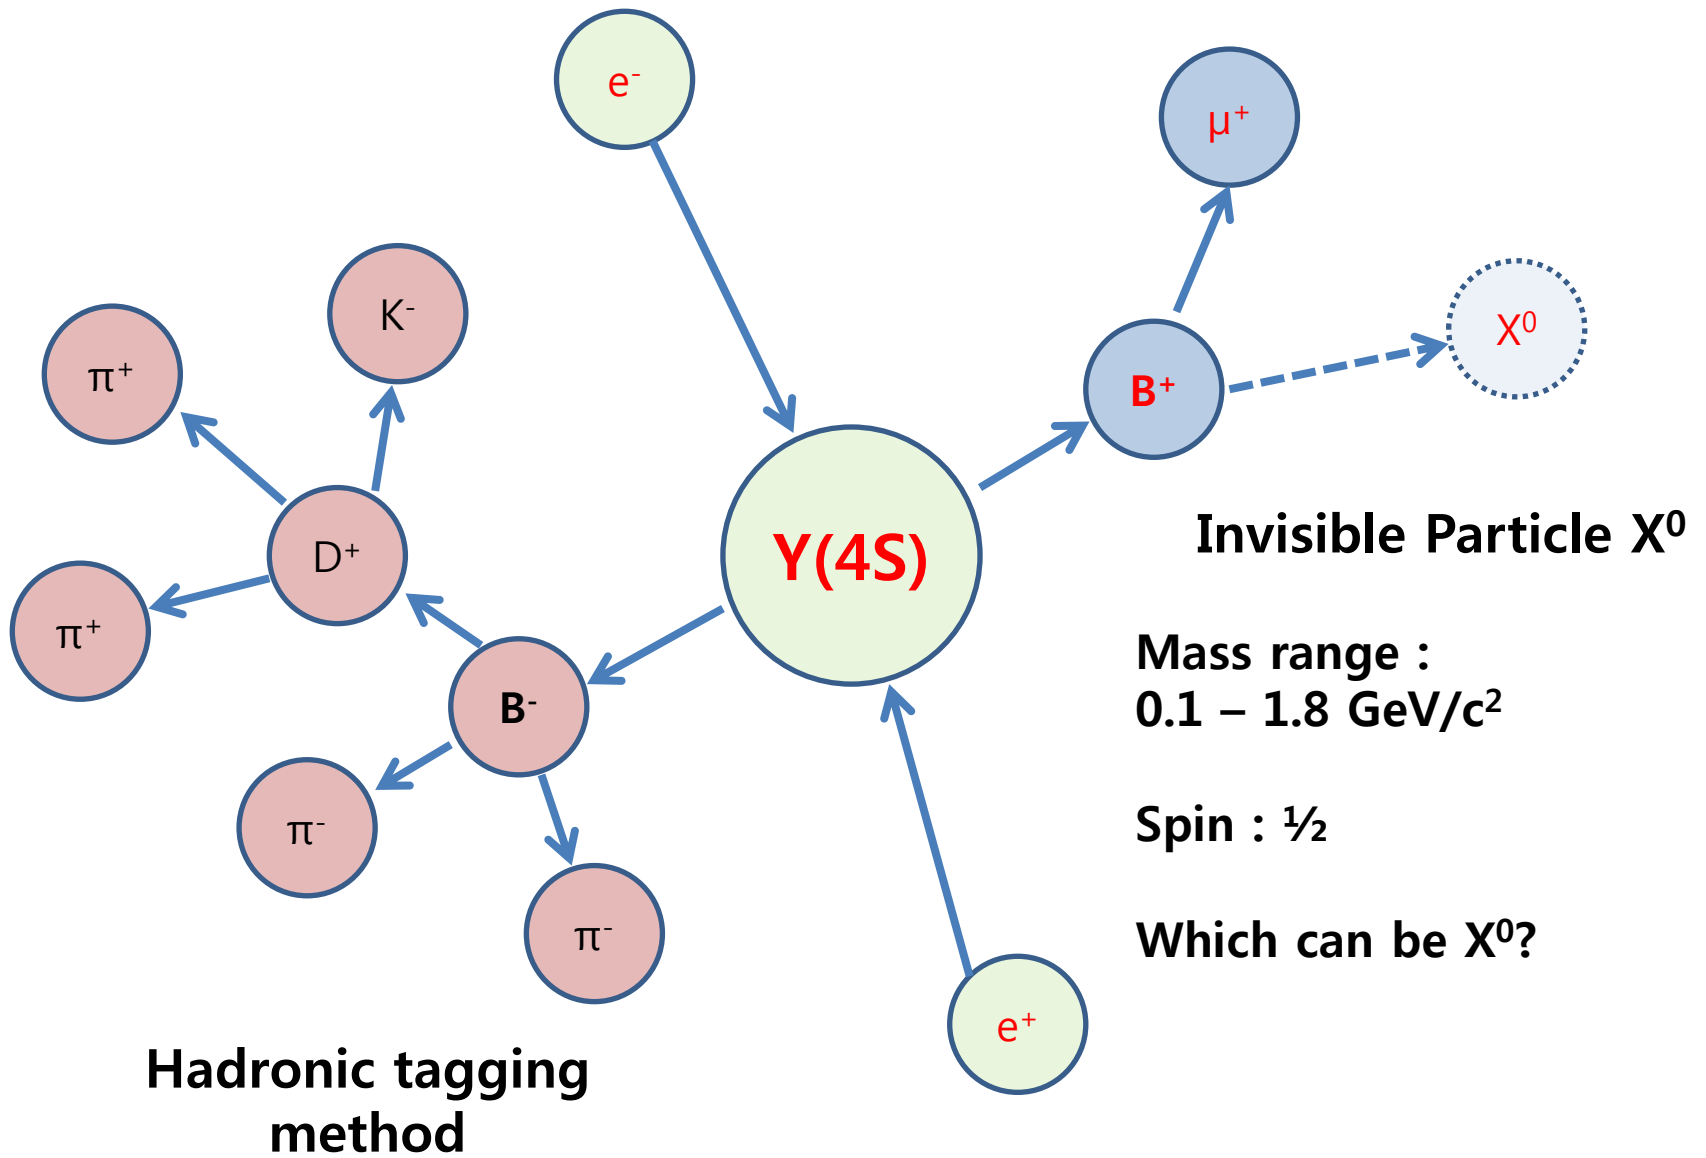 e⁻
μ⁺
K⁻
X⁰
π⁺
B⁺
Invisible Particle X⁰
Υ(4S)
D⁺
π⁺
Mass range :
0.1 – 1.8 GeV/c²
B⁻
π⁻
Spin : ½
π⁻
Which can be X⁰?
e⁺
Hadronic tagging
method